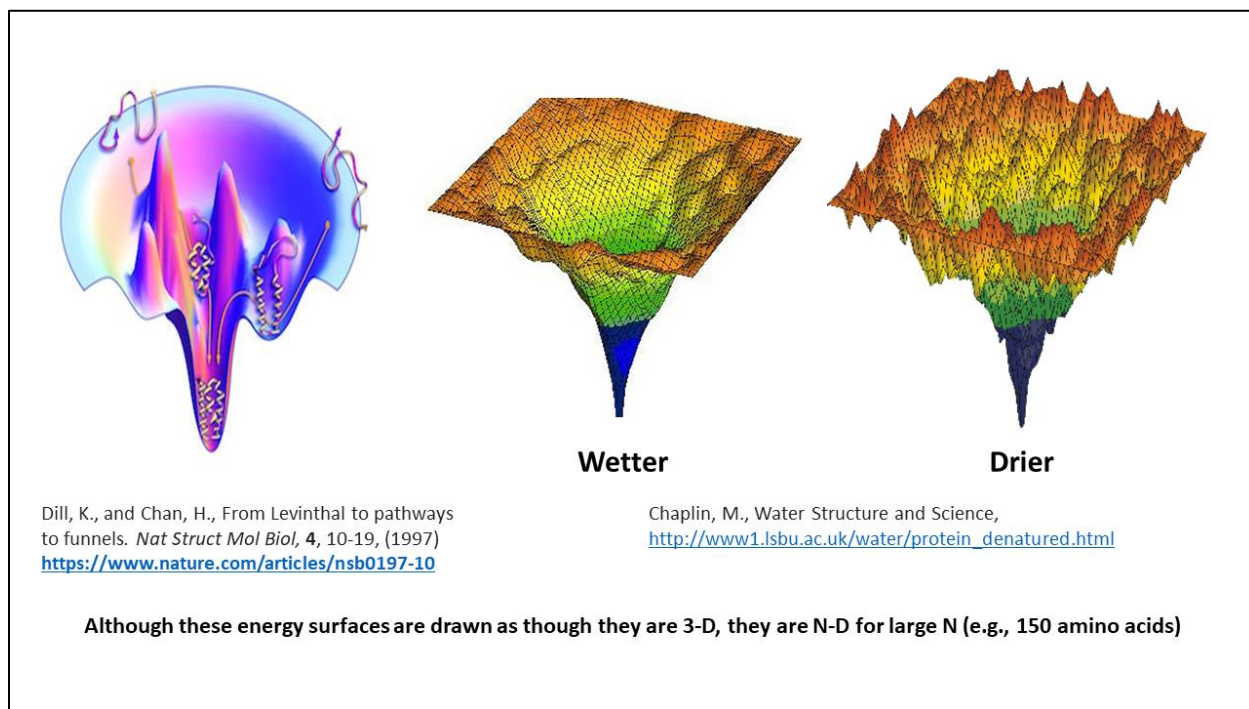 Wetter
Drier
Dill, K., and Chan, H., From Levinthal to pathways
to funnels. Nat Struct Mol Biol, 4, 10-19, (1997)
https://www.nature.com/articles/nsb0197-10
Chaplin, M., Water Structure and Science,
http://www1.lsbu.ac.uk/water/protein_denatured.html
Although these energy surfaces are drawn as though they are 3-D, they are N-D for large N (e.g., 150 amino acids)